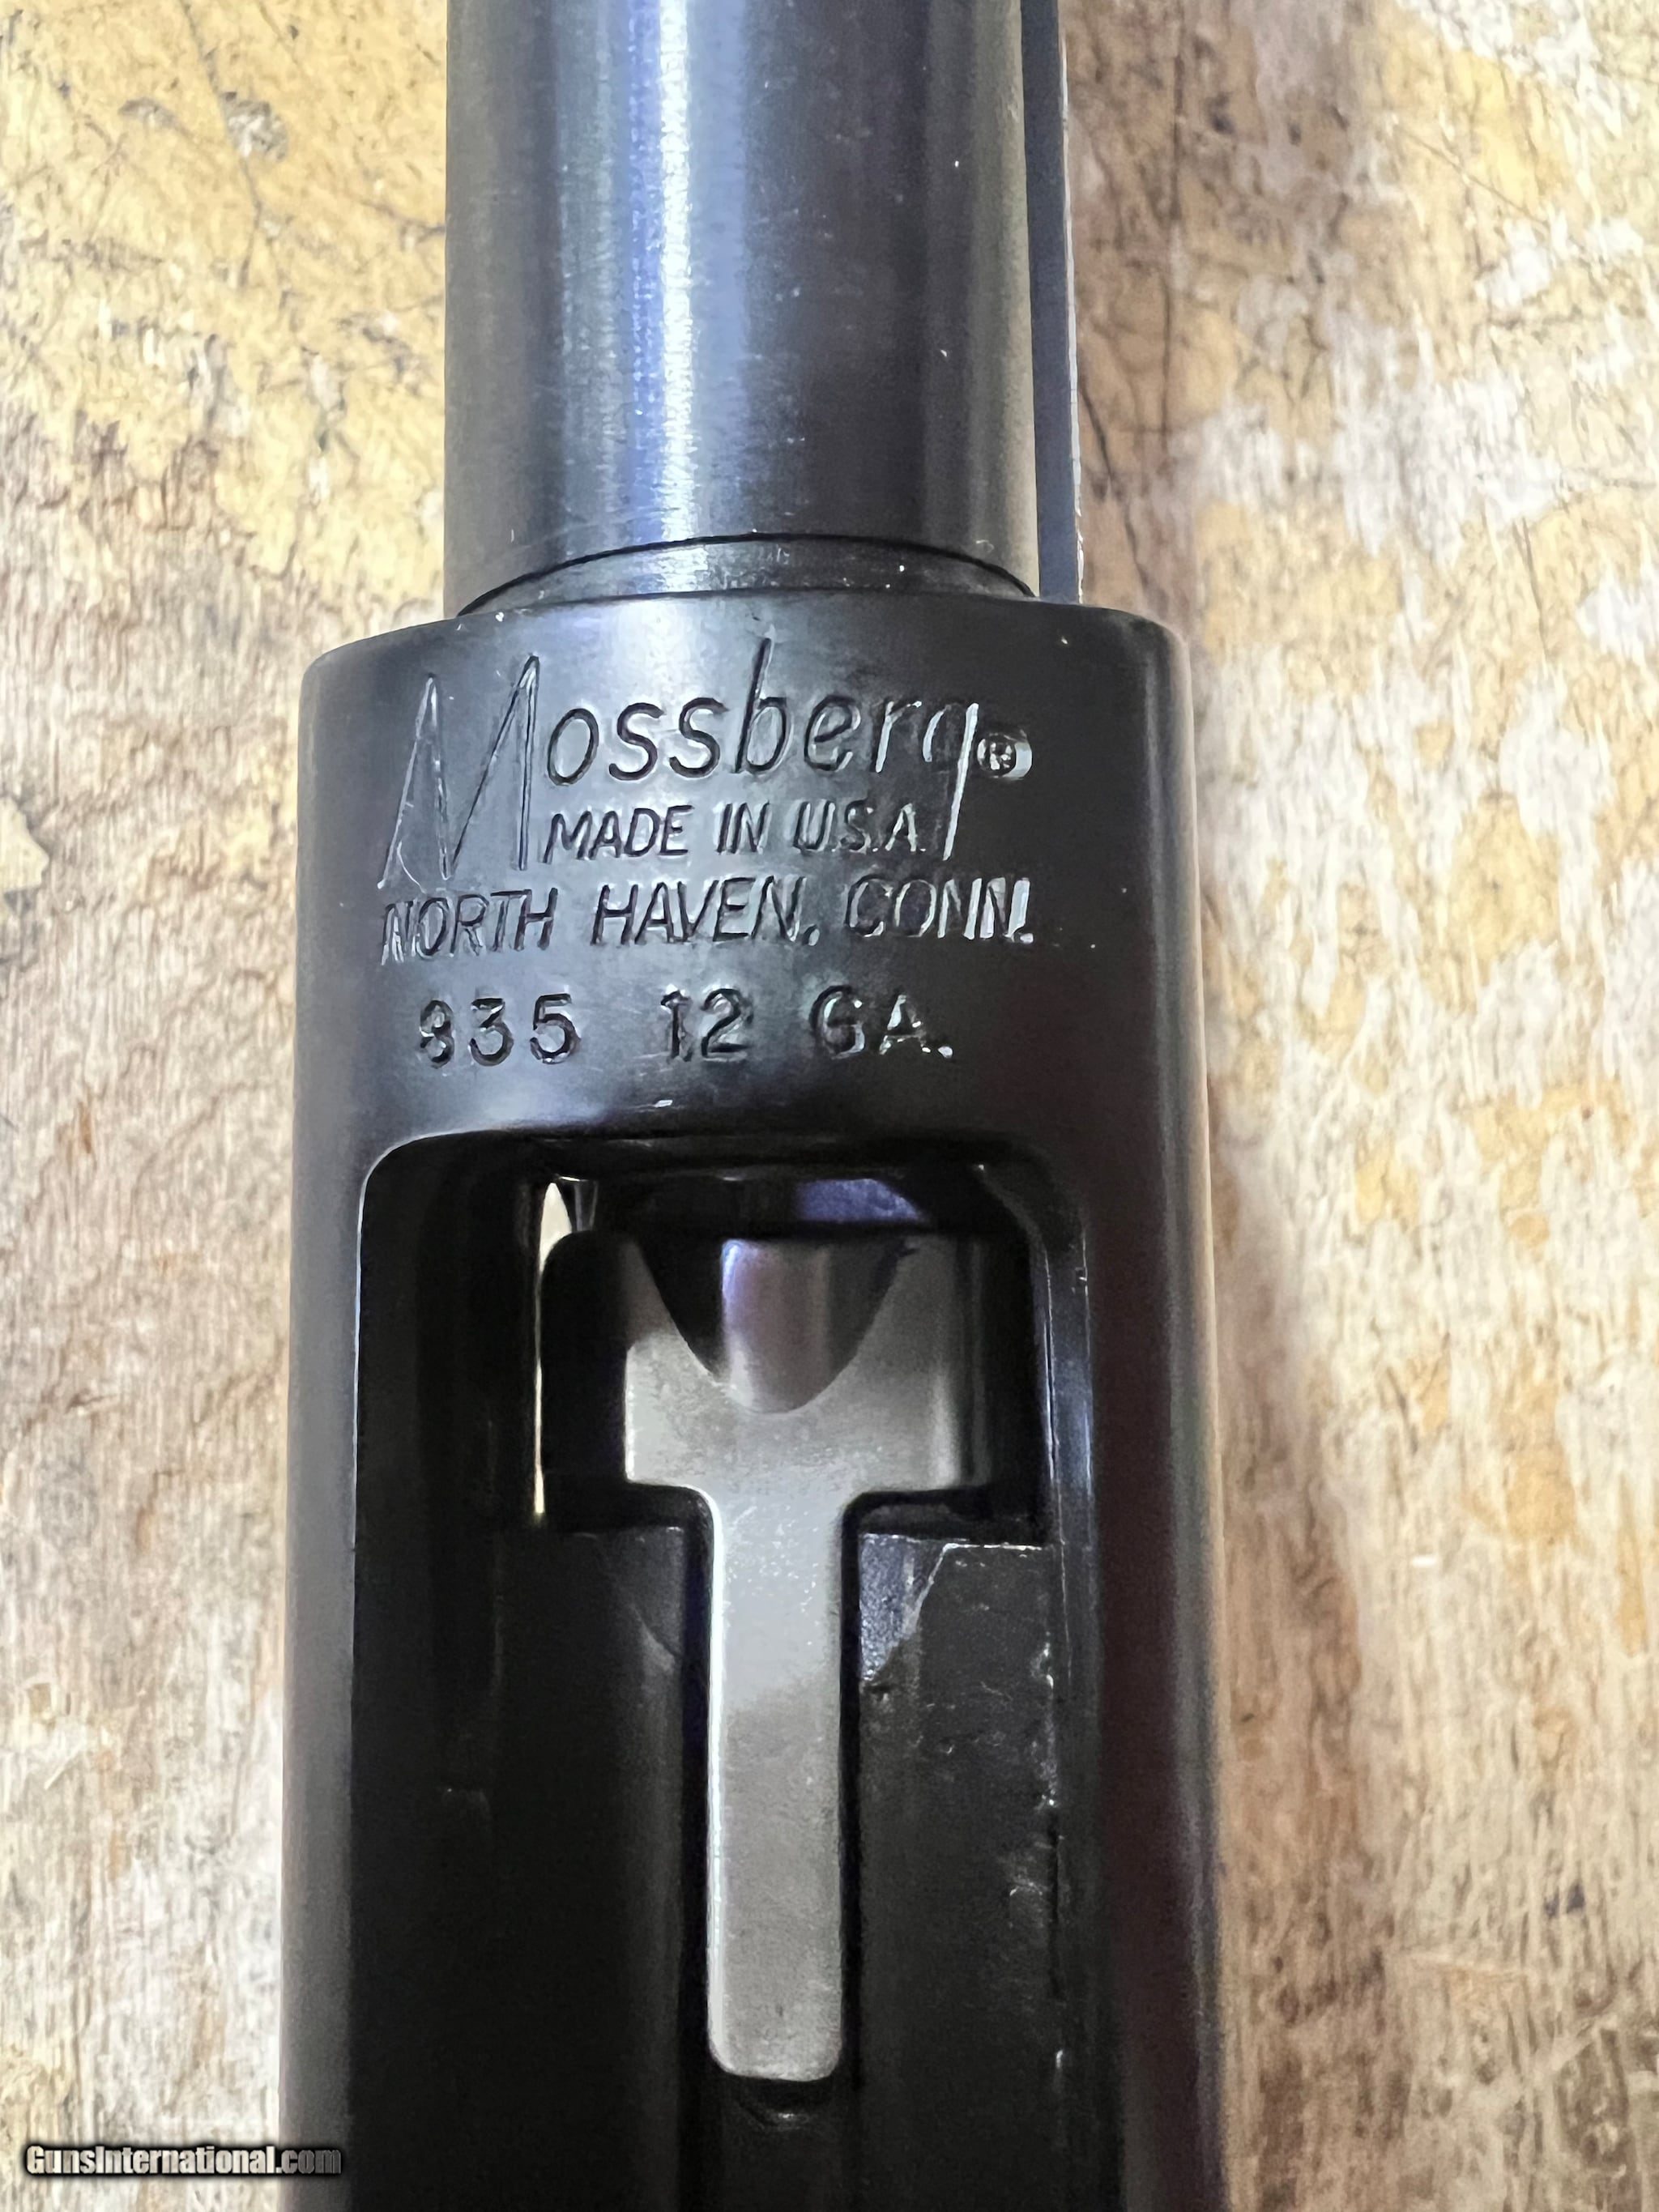 Mossberg®
MADE IN U.S.A.
NORTH HAVEN, CONN.
835 12 GA.
GunsInternational.com